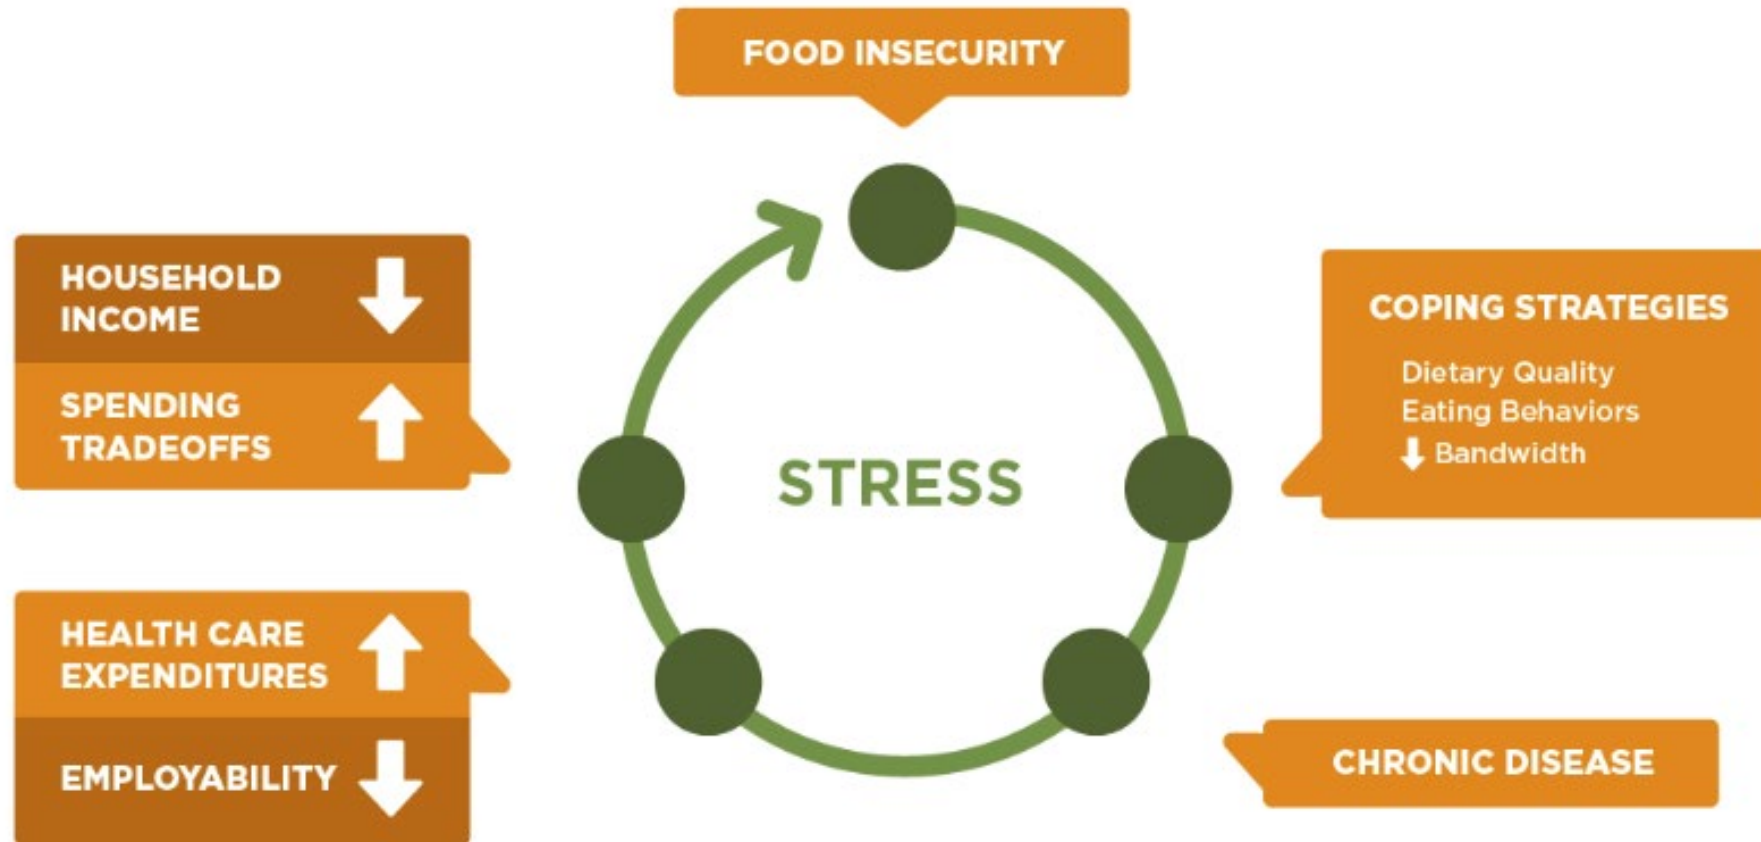 FOOD INSECURITY
COPING STRATEGIES
Dietary Quality
Eating Behaviors
Bandwidth
CHRONIC DISEASE
HEALTH CARE
EXPENDITURES
EMPLOYABILITY
HOUSEHOLD
INCOME
SPENDING
TRADEOFFS
STRESS